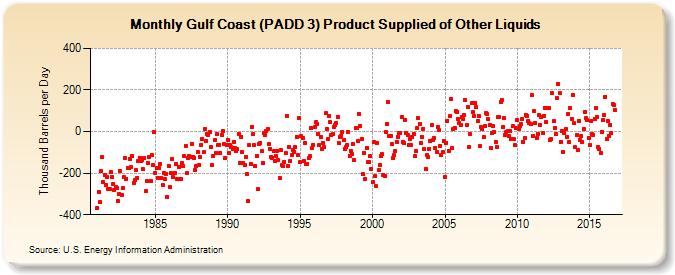 Monthly Gulf Coast (PADD 3) Product Supplied of Other Liquids
Thousand Barrels per Day
400
200
0
-200
-400
1985 1990 1995 2000 2005 2010 2015
Source: U.S. Energy Information Administration